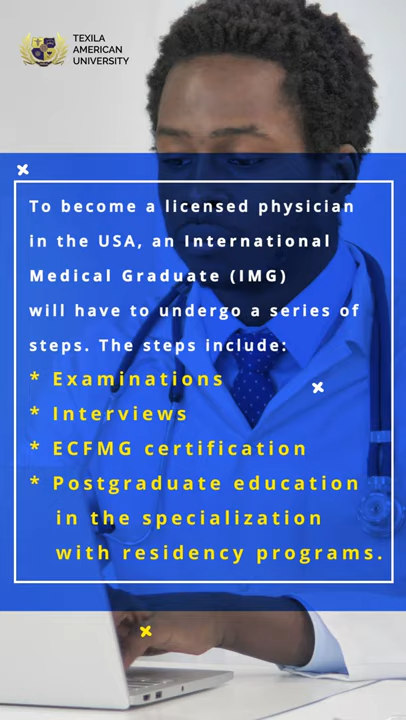 TEXILA
AMERICAN
UNIVERSITY
To become a licensed physician
in the USA, an International
Medical Graduate (IMG)
will have to undergo a series of
steps. The steps include:
* Examinations
* Interviews
* ECFMG certification
* Postgraduate education
in the specialization
with residency programs.